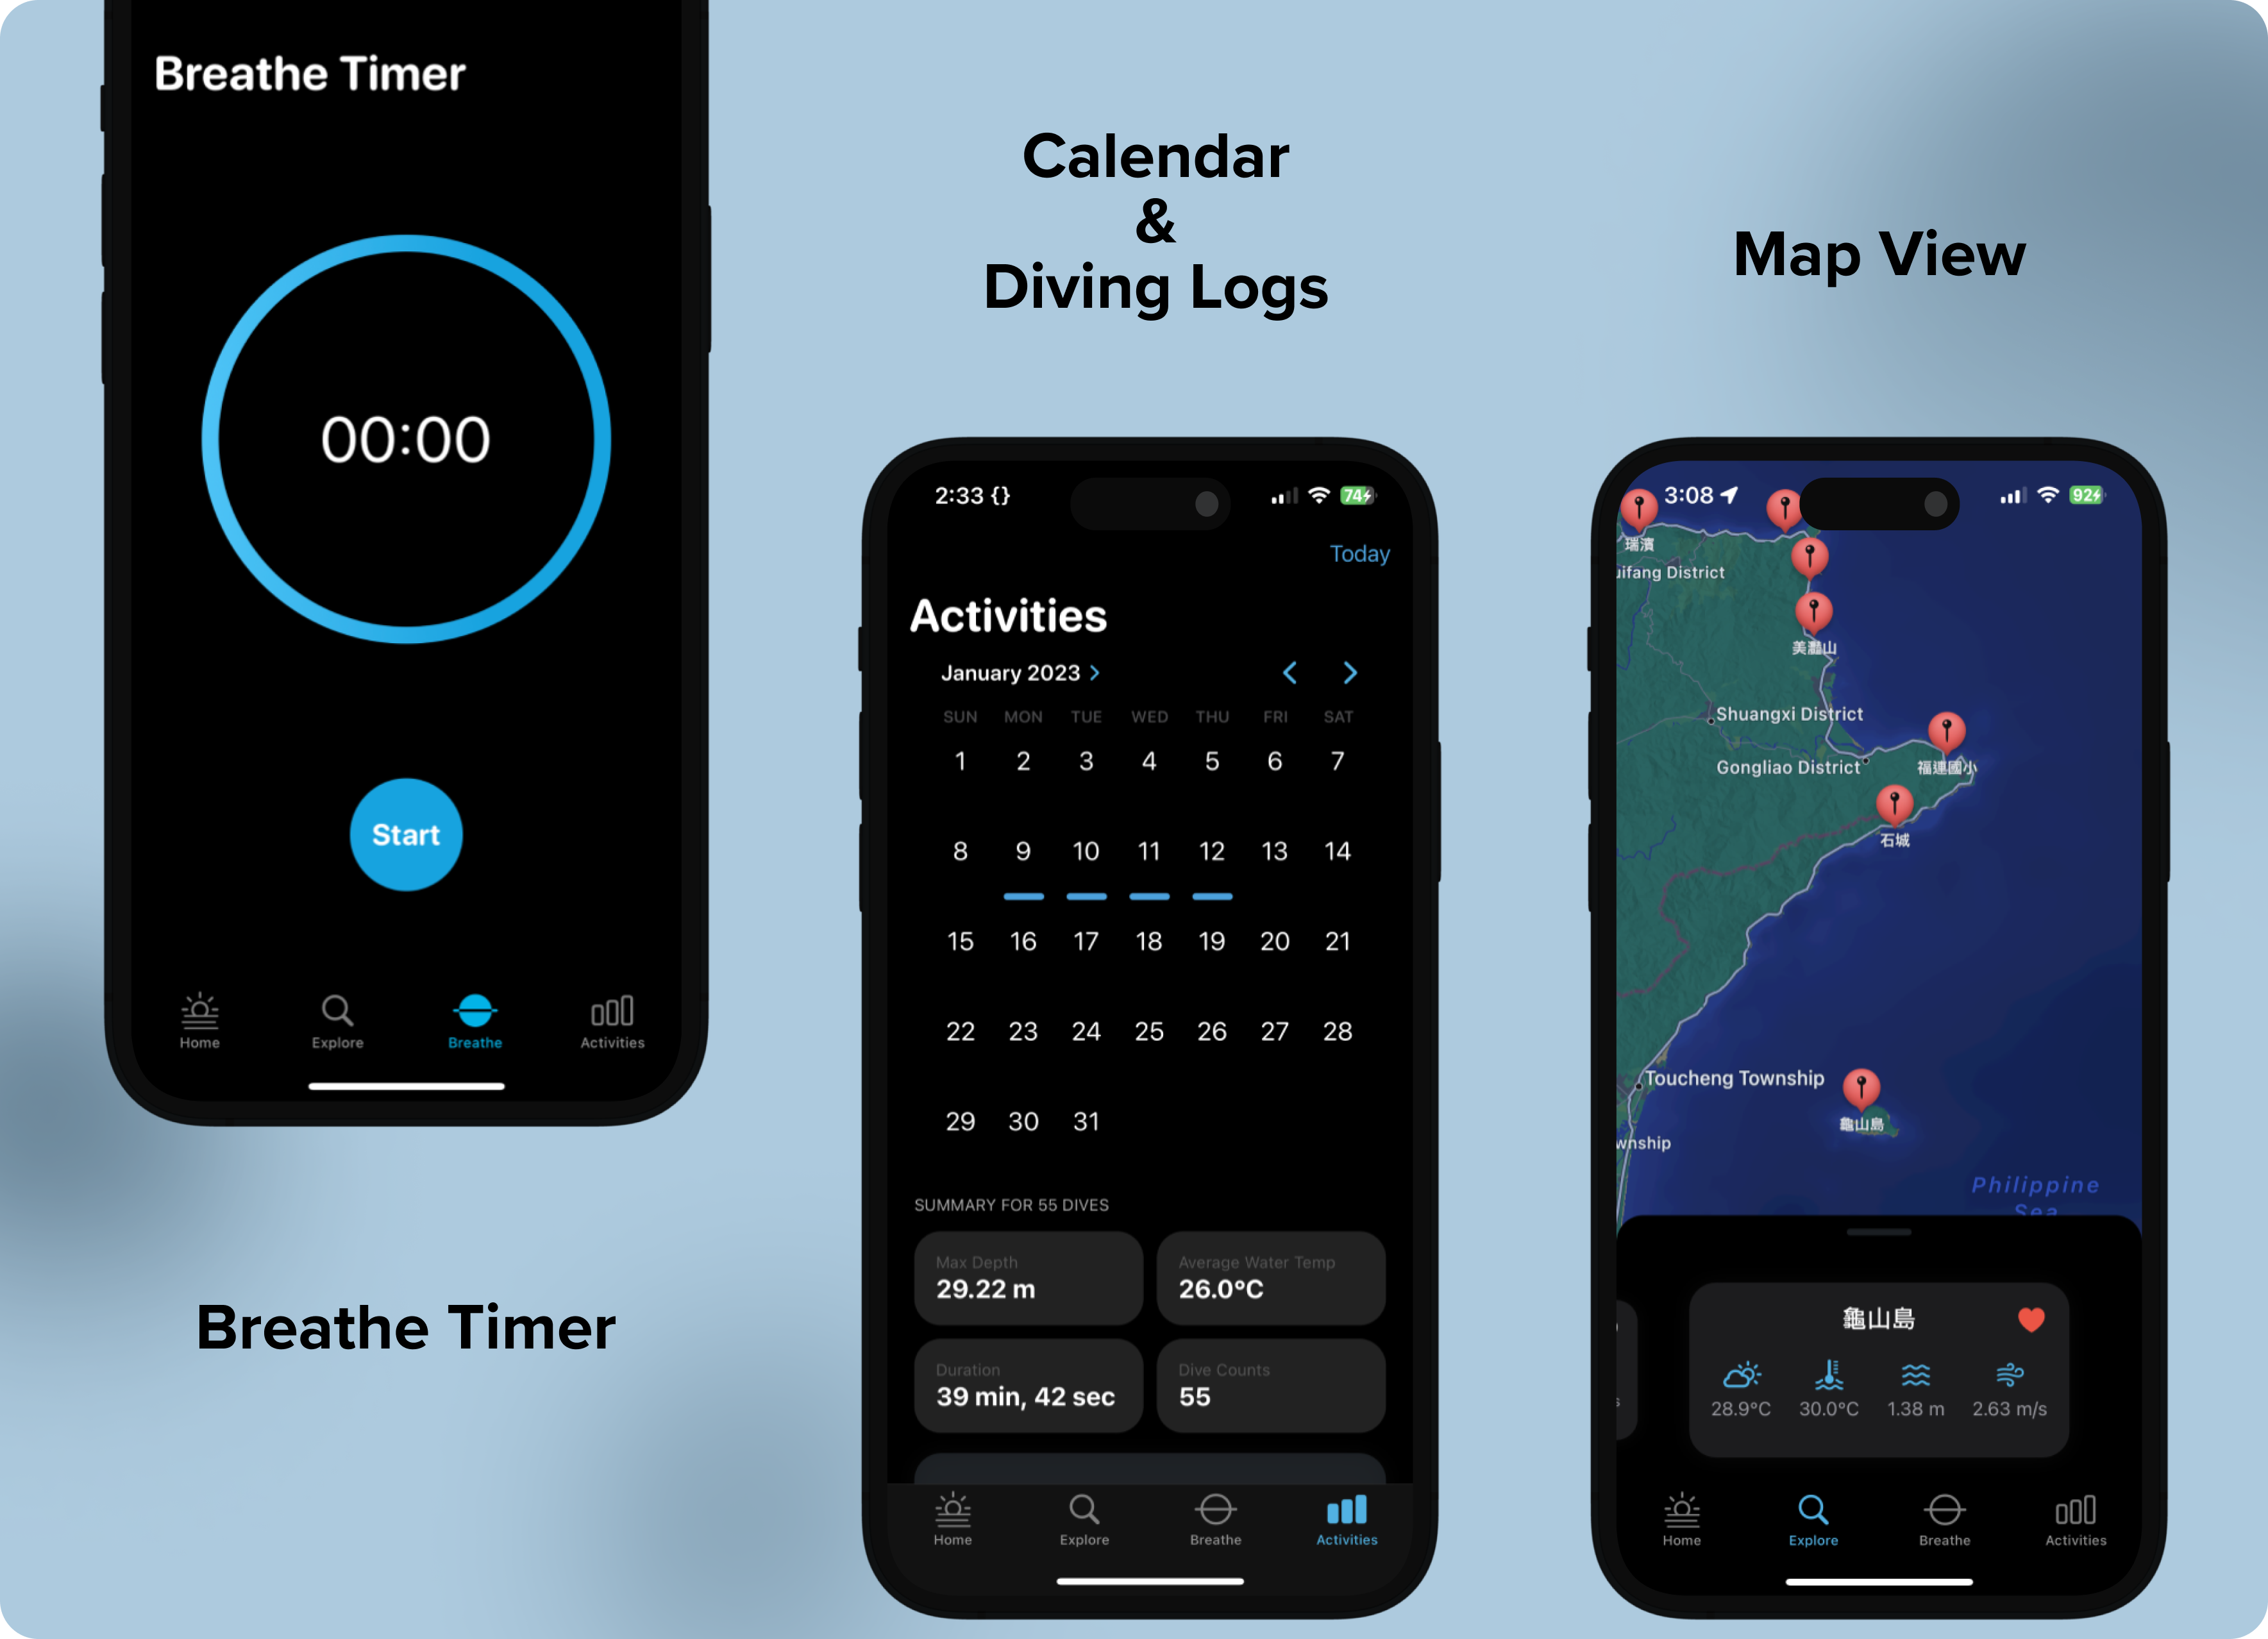 Breathe Timer
00:00
Start
Home
Explore
Breathe
Activities
Breathe Timer
Calendar
&
Diving Logs
2:33 {}
74
Today
Activities
January 2023
SUN MON TUE WED THU FRI SAT
1 2 3 4 5 6 7
8 9 10 11 12 13 14
15 16 17 18 19 20 21
22 23 24 25 26 27 28
29 30 31
SUMMARY FOR 55 DIVES
Max Depth
29.22 m
Average Water Temp
26.0°C
Duration
39 min, 42 sec
Dive Counts
55
Home
Explore
Breathe
Activities
Map View
3:08
92
瑞濱
uifang District
美灩山
Shuangxi District
Gongliao District
福連國小
石城
Toucheng Township
龜山島
wnship
Philippine
Sea
龜山島
28.9°C
30.0°C
1.38 m
2.63 m/s
Home
Explore
Breathe
Activities